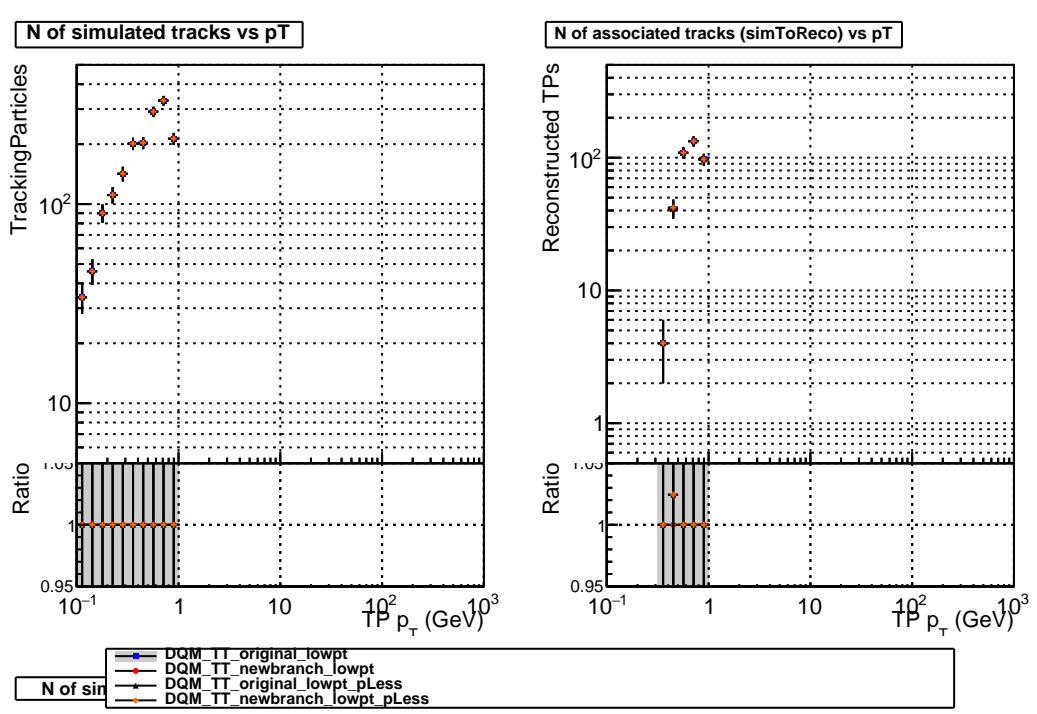 N of simulated tracks vs pT
TrackingParticles
10²
10
Ratio
1
0.95
10⁻¹ 1 10 10² 10³
TP p_T (GeV)
N of associated tracks (simToReco) vs pT
Reconstructed TPs
10²
10
1
Ratio
1.05
1
0.95
10⁻¹ 1 10 10² 10³
TP p_T (GeV)
DQM_TT_original_lowpt
DQM_TT_newbranch_lowpt
DQM_TT_original_lowpt_pLess
DQM_TT_newbranch_lowpt_pLess
N of sim